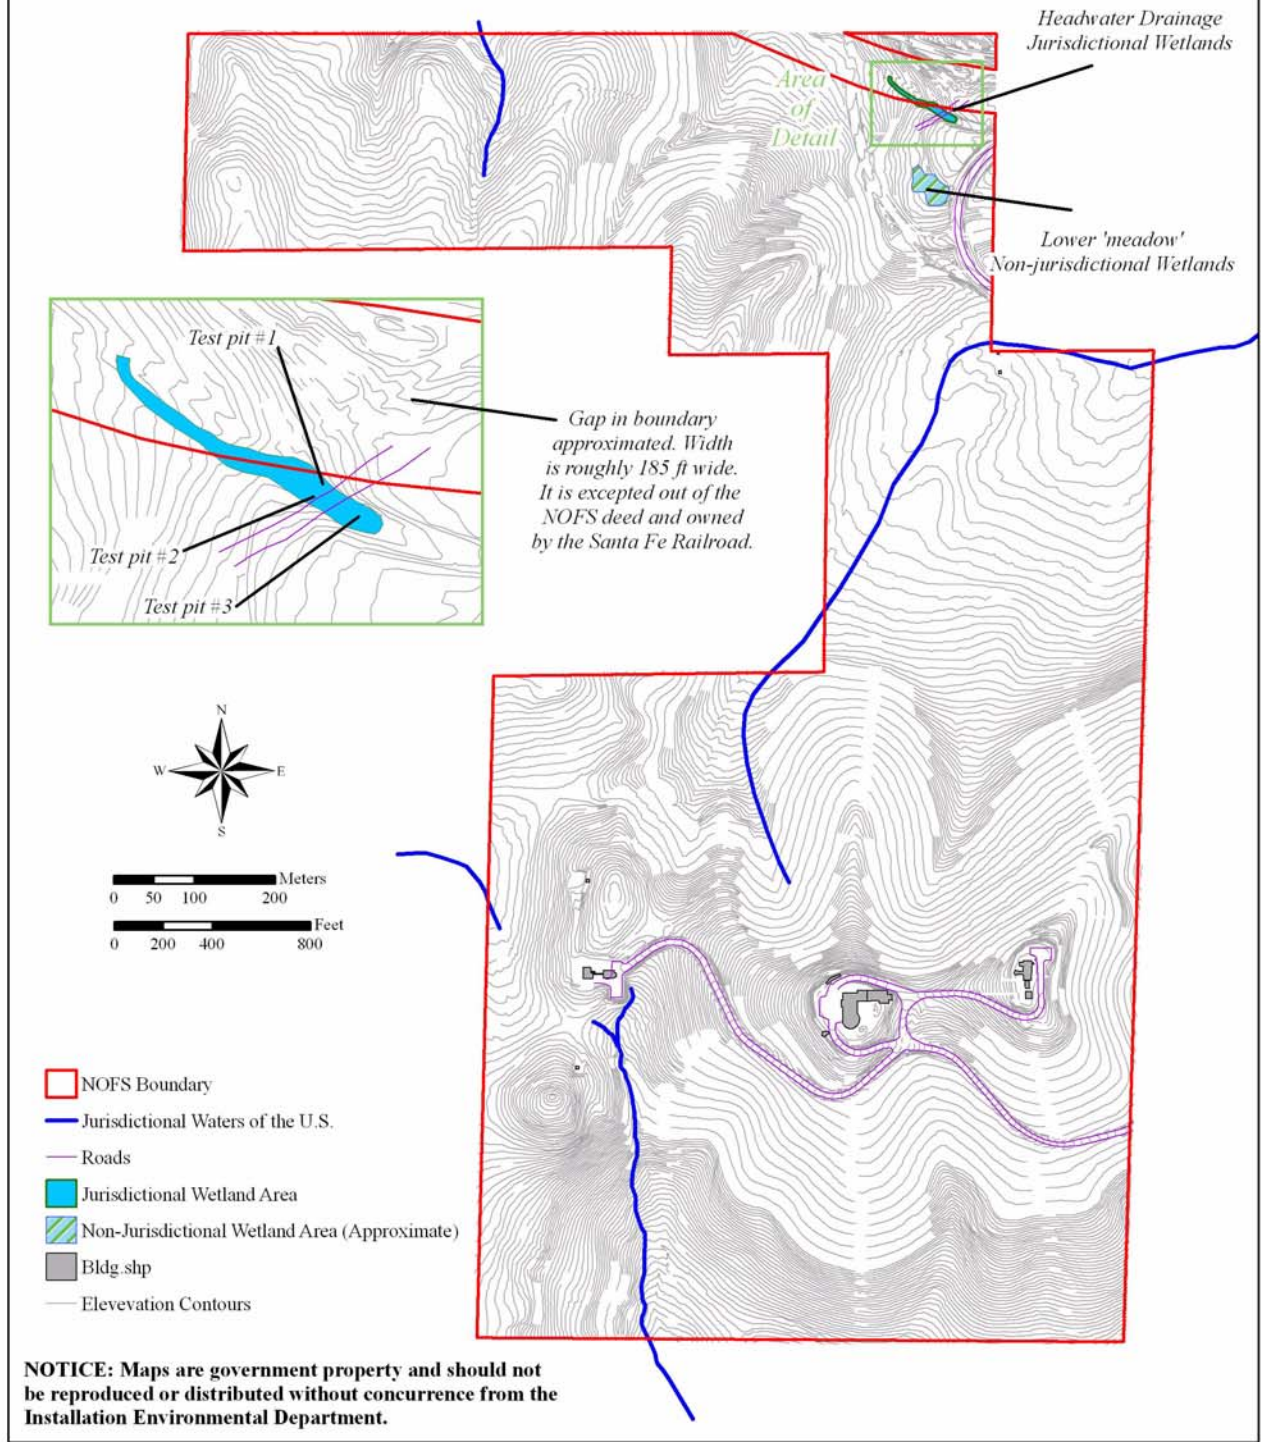 Headwater Drainage
Jurisdictional Wetlands
Area
of
Detail
Lower 'meadow'
Non-jurisdictional Wetlands
Test pit #1
Gap in boundary
approximated. Width
is roughly 185 ft wide.
It is excepted out of the
NOFS deed and owned
by the Santa Fe Railroad.
Test pit #2
Test pit #3
N
W E
S
Meters
0 50 100 200
Feet
0 200 400 800
NOFS Boundary
Jurisdictional Waters of the U.S.
Roads
Jurisdictional Wetland Area
Non-Jurisdictional Wetland Area (Approximate)
Bldg.shp
Elevevation Contours
NOTICE: Maps are government property and should not
be reproduced or distributed without concurrence from the
Installation Environmental Department.